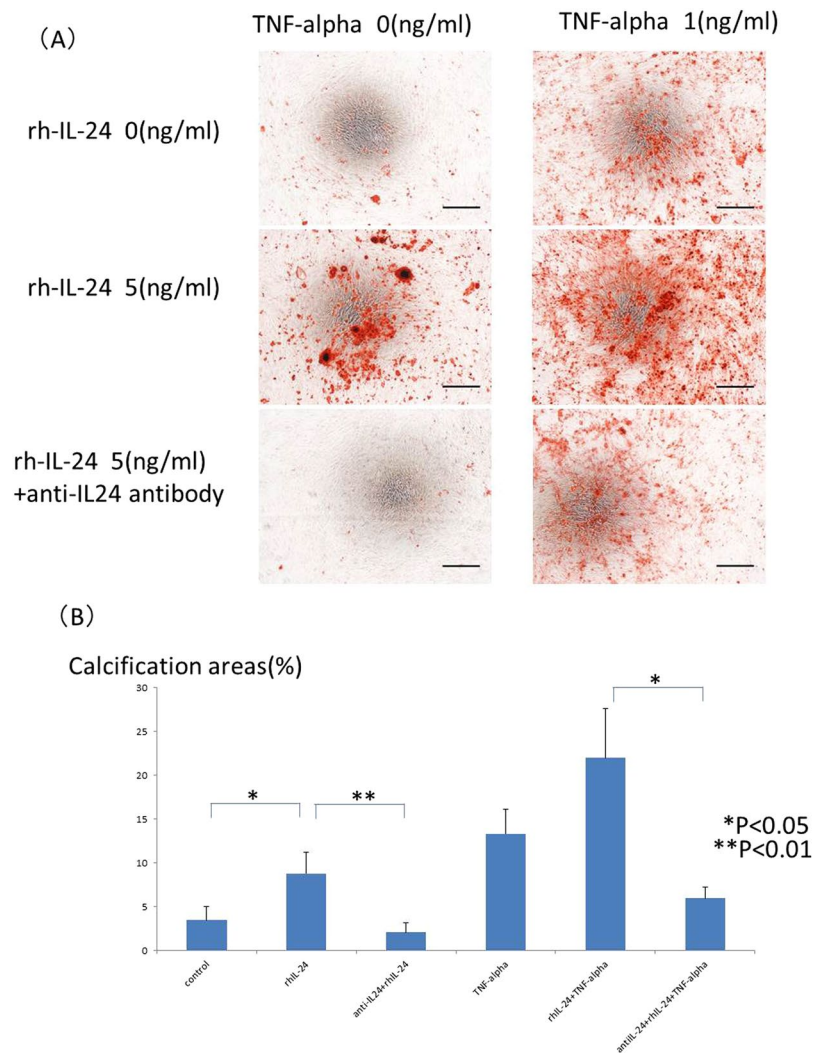 (A)
TNF-alpha 0(ng/ml)
TNF-alpha 1(ng/ml)
rh-IL-24 0(ng/ml)
rh-IL-24 5(ng/ml)
rh-IL-24 5(ng/ml)
+anti-IL24 antibody
(B)
Calcification areas(%)
30
25
20
15
10
5
0
*
**
*
*P<0.05
**P<0.01
control
rhIL-24
anti-IL24+rhIL-24
TNF-alpha
rhIL-24+TNF-alpha
antiIL-24+rhIL-24+TNF-alpha